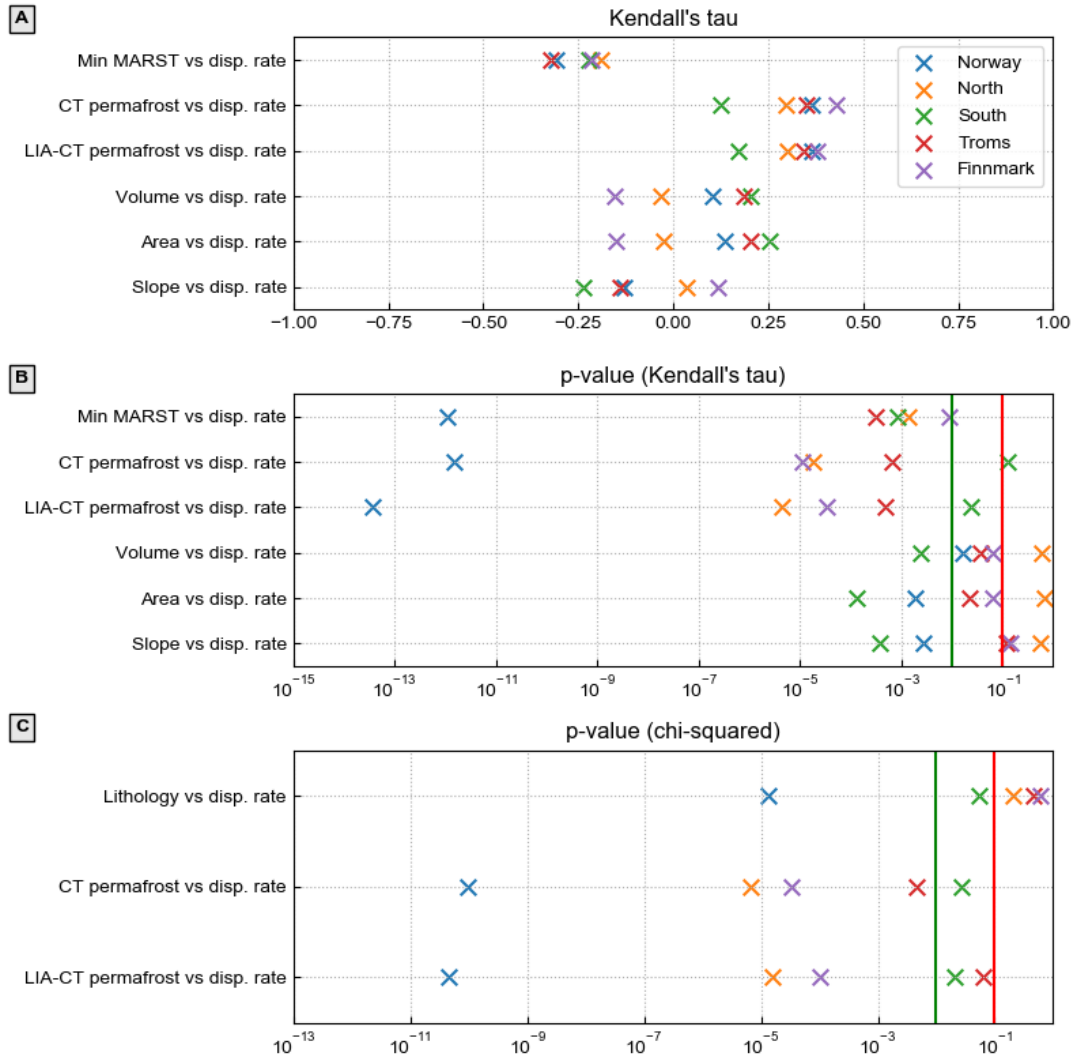 A
Kendall's tau
Min MARST vs disp. rate
CT permafrost vs disp. rate
LIA-CT permafrost vs disp. rate
Volume vs disp. rate
Area vs disp. rate
Slope vs disp. rate
Norway
North
South
Troms
Finnmark
−1.00 −0.75 −0.50 −0.25 0.00 0.25 0.50 0.75 1.00
B
p-value (Kendall's tau)
Min MARST vs disp. rate
CT permafrost vs disp. rate
LIA-CT permafrost vs disp. rate
Volume vs disp. rate
Area vs disp. rate
Slope vs disp. rate
10⁻¹⁵ 10⁻¹³ 10⁻¹¹ 10⁻⁹ 10⁻⁷ 10⁻⁵ 10⁻³ 10⁻¹
C
p-value (chi-squared)
Lithology vs disp. rate
CT permafrost vs disp. rate
LIA-CT permafrost vs disp. rate
10⁻¹³ 10⁻¹¹ 10⁻⁹ 10⁻⁷ 10⁻⁵ 10⁻³ 10⁻¹